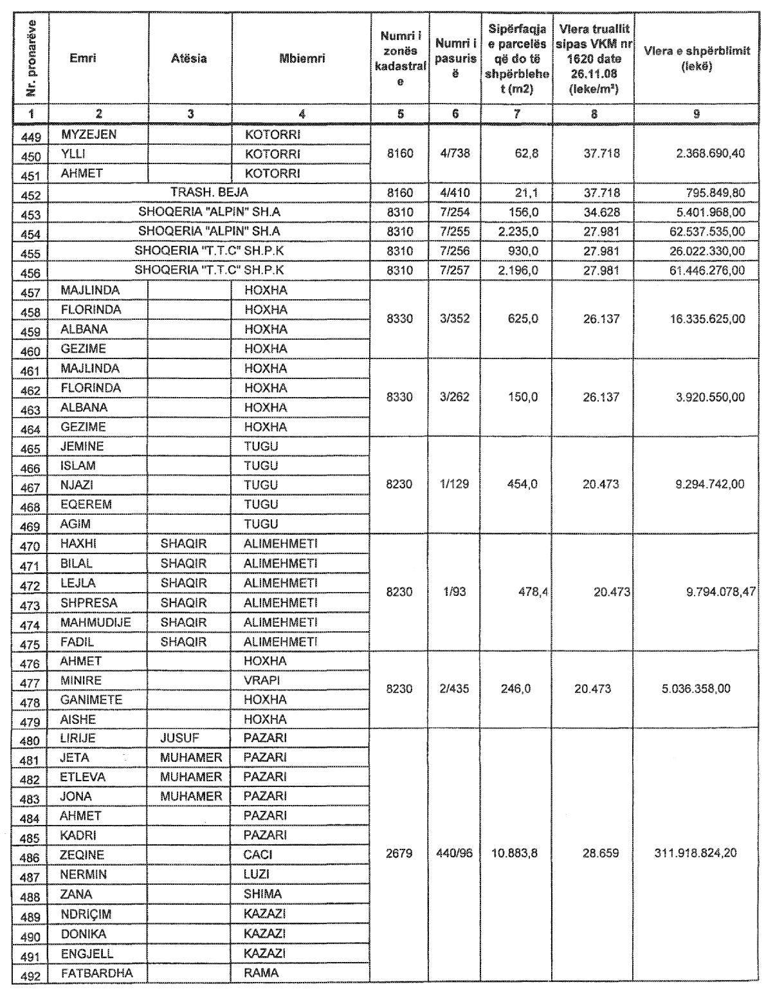 Nr. pronarëve Emri Atësia Mbiemri Numri i zonës kadastral e Numri i pasuris ë Sipërfaqja e parcelës që do të shpërblehe t (m2) Vlera truallit sipas VKM nr 1620 date 26.11.08 (leke/m²) Vlera e shpërblimit (lekë)
1 2 3 4 5 6 7 8 9
449 MYZEJEN KOTORRI
450 YLLI KOTORRI 8160 4/738 62,8 37.718 2.368.690,40
451 AHMET KOTORRI
452 TRASH. BEJA 8160 4/410 21,1 37.718 795.849,80
453 SHOQERIA "ALPIN" SH.A 8310 7/254 156,0 34.628 5.401.968,00
454 SHOQERIA "ALPIN" SH.A 8310 7/255 2.235,0 27.981 62.537.535,00
455 SHOQERIA "T.T.C" SH.P.K 8310 7/256 930,0 27.981 26.022.330,00
456 SHOQERIA "T.T.C" SH.P.K 8310 7/257 2.196,0 27.981 61.446.276,00
457 MAJLINDA HOXHA
458 FLORINDA HOXHA
8330 3/352 625,0 26.137 16.335.625,00
459 ALBANA HOXHA
460 GEZIME HOXHA
461 MAJLINDA HOXHA
462 FLORINDA HOXHA
8330 3/262 150,0 26.137 3.920.550,00
463 ALBANA HOXHA
464 GEZIME HOXHA
465 JEMINE TUGU
466 ISLAM TUGU
467 NJAZI TUGU 8230 1/129 454,0 20.473 9.294.742,00
468 EQEREM TUGU
469 AGIM TUGU
470 HAXHI SHAQIR ALIMEHMETI
471 BILAL SHAQIR ALIMEHMETI
472 LEJLA SHAQIR ALIMEHMETI
8230 1/93 478,4 20.473 9.794.078,47
473 SHPRESA SHAQIR ALIMEHMETI
474 MAHMUDIJE SHAQIR ALIMEHMETI
475 FADIL SHAQIR ALIMEHMETI
476 AHMET HOXHA
477 MINIRE VRAPI
8230 2/435 246,0 20.473 5.036.358,00
478 GANIMETE HOXHA
479 AISHE HOXHA
480 LIRIJE JUSUF PAZARI
481 JETA MUHAMER PAZARI
482 ETLEVA MUHAMER PAZARI
483 JONA MUHAMER PAZARI
484 AHMET PAZARI
485 KADRI PAZARI
486 ZEQINE CACI 2679 440/96 10.883,8 28.659 311.918.824,20
487 NERMIN LUZI
488 ZANA SHIMA
489 NDRIÇIM KAZAZI
490 DONIKA KAZAZI
491 ENGJELL KAZAZI
492 FATBARDHA RAMA